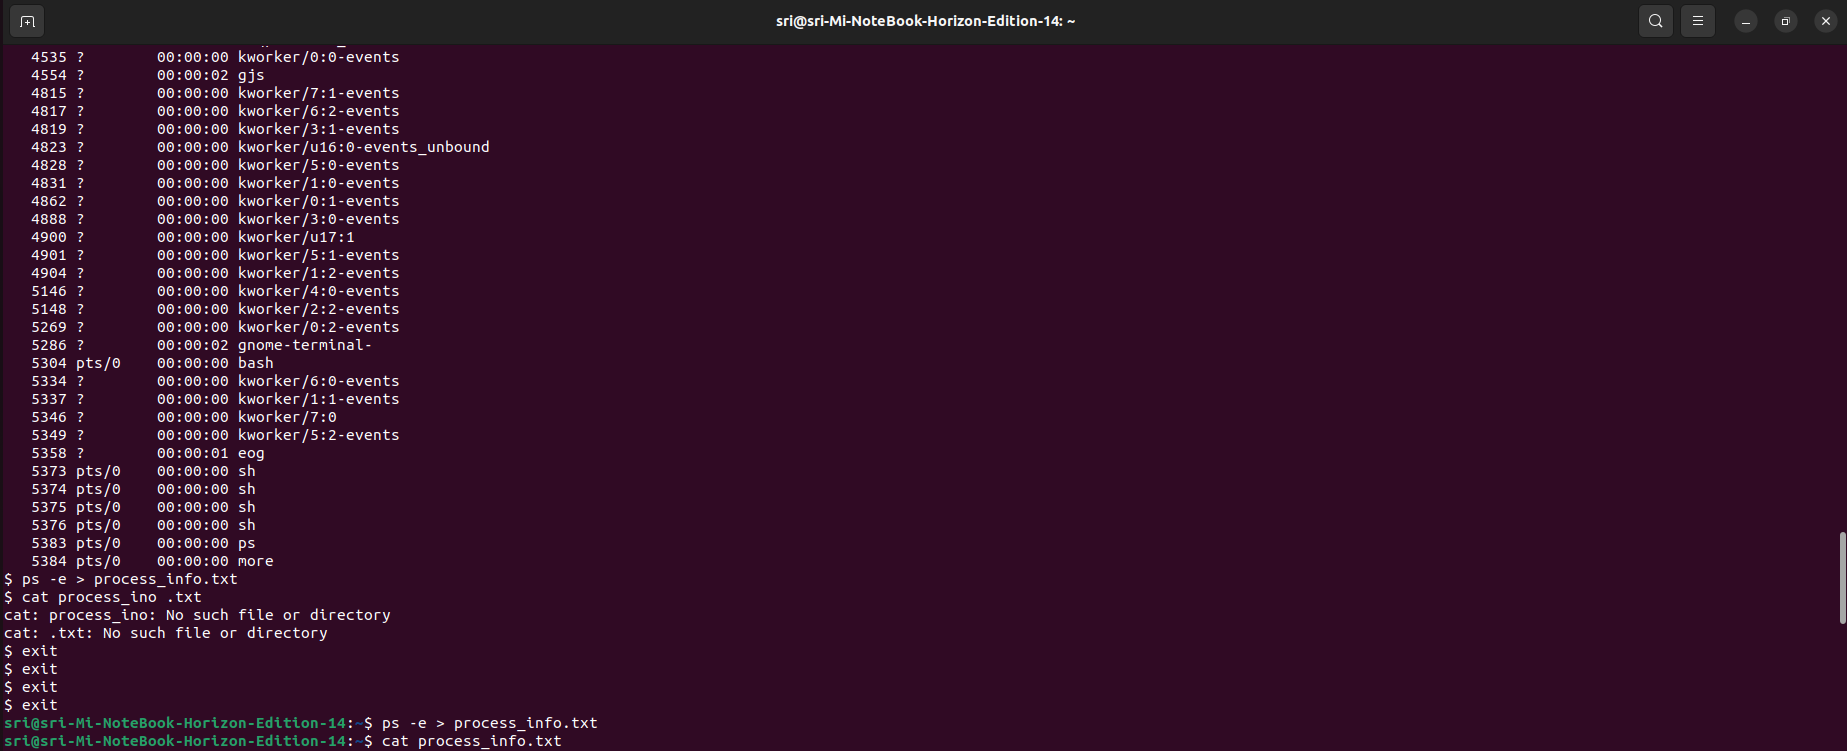 sri@sri-Mi-NoteBook-Horizon-Edition-14: ~
4535 ?        00:00:00 kworker/0:0-events
4554 ?        00:00:02 gjs
4815 ?        00:00:00 kworker/7:1-events
4817 ?        00:00:00 kworker/6:2-events
4819 ?        00:00:00 kworker/3:1-events
4823 ?        00:00:00 kworker/u16:0-events_unbound
4828 ?        00:00:00 kworker/5:0-events
4831 ?        00:00:00 kworker/1:0-events
4862 ?        00:00:00 kworker/0:1-events
4888 ?        00:00:00 kworker/3:0-events
4900 ?        00:00:00 kworker/u17:1
4901 ?        00:00:00 kworker/5:1-events
4904 ?        00:00:00 kworker/1:2-events
5146 ?        00:00:00 kworker/4:0-events
5148 ?        00:00:00 kworker/2:2-events
5269 ?        00:00:00 kworker/0:2-events
5286 ?        00:00:02 gnome-terminal-
5304 pts/0    00:00:00 bash
5334 ?        00:00:00 kworker/6:0-events
5337 ?        00:00:00 kworker/1:1-events
5346 ?        00:00:00 kworker/7:0
5349 ?        00:00:00 kworker/5:2-events
5358 ?        00:00:01 eog
5373 pts/0    00:00:00 sh
5374 pts/0    00:00:00 sh
5375 pts/0    00:00:00 sh
5376 pts/0    00:00:00 sh
5383 pts/0    00:00:00 ps
5384 pts/0    00:00:00 more
$ ps -e > process_info.txt
$ cat process_ino .txt
cat: process_ino: No such file or directory
cat: .txt: No such file or directory
$ exit
$ exit
$ exit
$ exit
sri@sri-Mi-NoteBook-Horizon-Edition-14:~$ ps -e > process_info.txt
sri@sri-Mi-NoteBook-Horizon-Edition-14:~$ cat process_info.txt